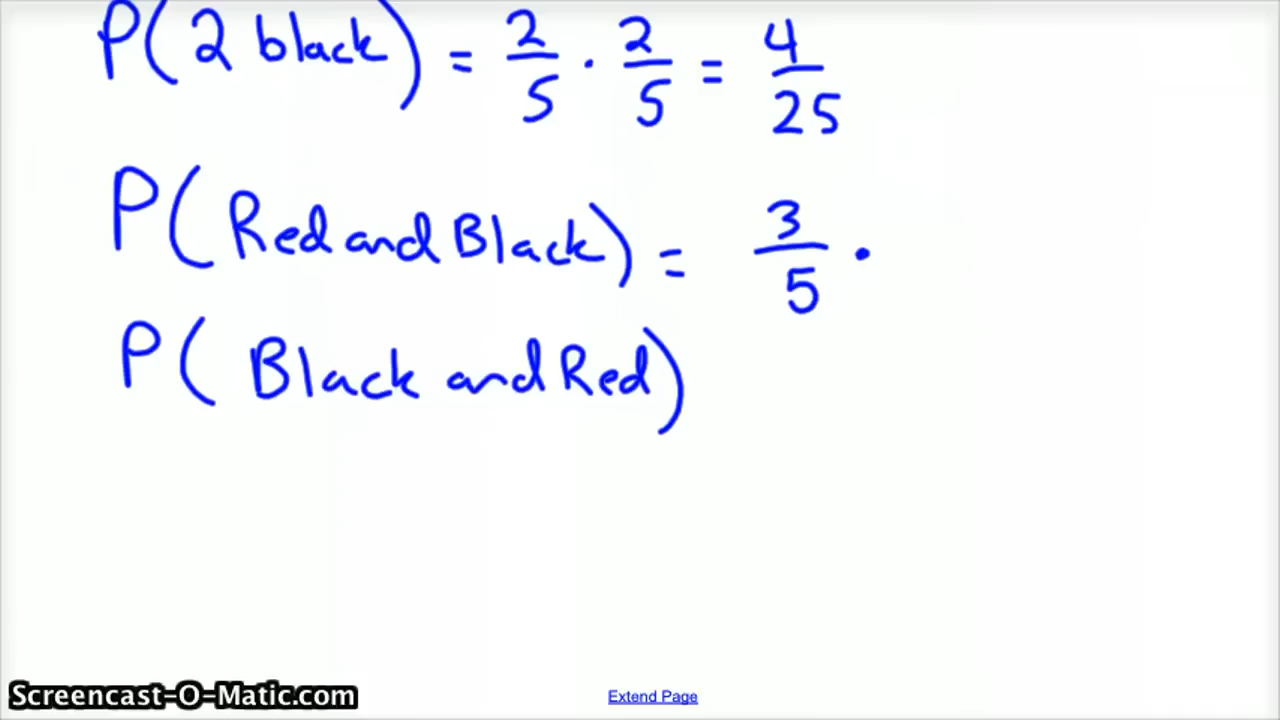 P(2 black) = 2/5 · 2/5 = 4/25
P(Red and Black) = 3/5 ·
P(Black and Red)
Screencast-O-Matic.com
Extend Page